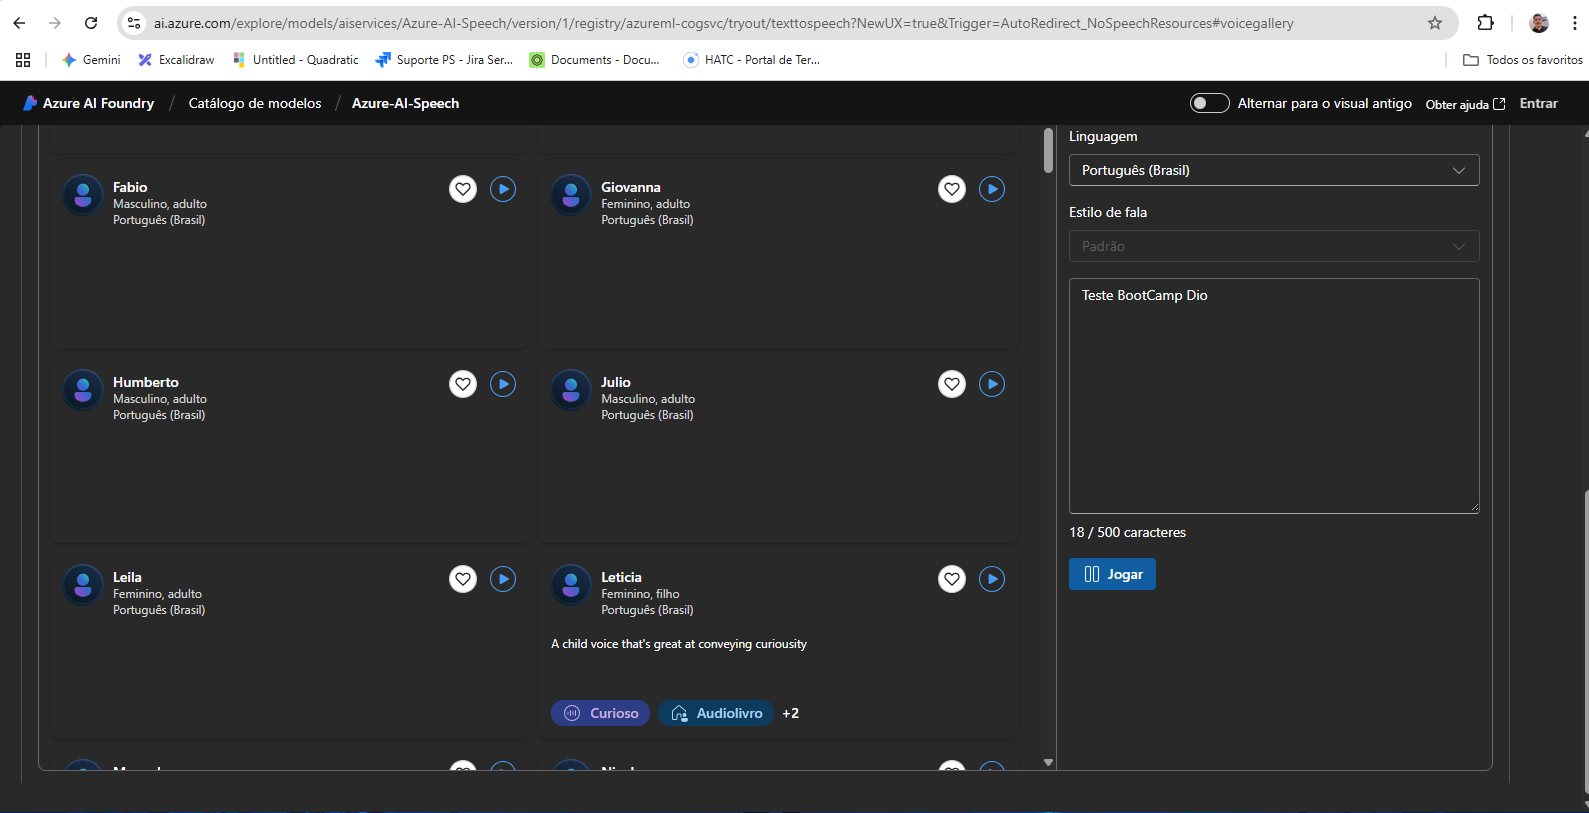 ai.azure.com/explore/models/aiservices/Azure-AI-Speech/version/1/registry/azureml-cogsvc/tryout/texttospeech?NewUX=true&Trigger=AutoRedirect_NoSpeechResources#voicegallery
Gemini
Excalidraw
Untitled - Quadratic
Suporte PS - Jira Ser...
Documents - Docu...
HATC - Portal de Ter...
Todos os favoritos
Azure AI Foundry / Catálogo de modelos / Azure-AI-Speech
Alternar para o visual antigo
Obter ajuda
Entrar
Fabio
Masculino, adulto
Português (Brasil)
Giovanna
Feminino, adulto
Português (Brasil)
Humberto
Masculino, adulto
Português (Brasil)
Julio
Masculino, adulto
Português (Brasil)
Leila
Feminino, adulto
Português (Brasil)
Leticia
Feminino, filho
Português (Brasil)
A child voice that's great at conveying curiousity
Curioso
Audiolivro
+2
Linguagem
Português (Brasil)
Estilo de fala
Padrão
Teste BootCamp Dio
18 / 500 caracteres
Jogar